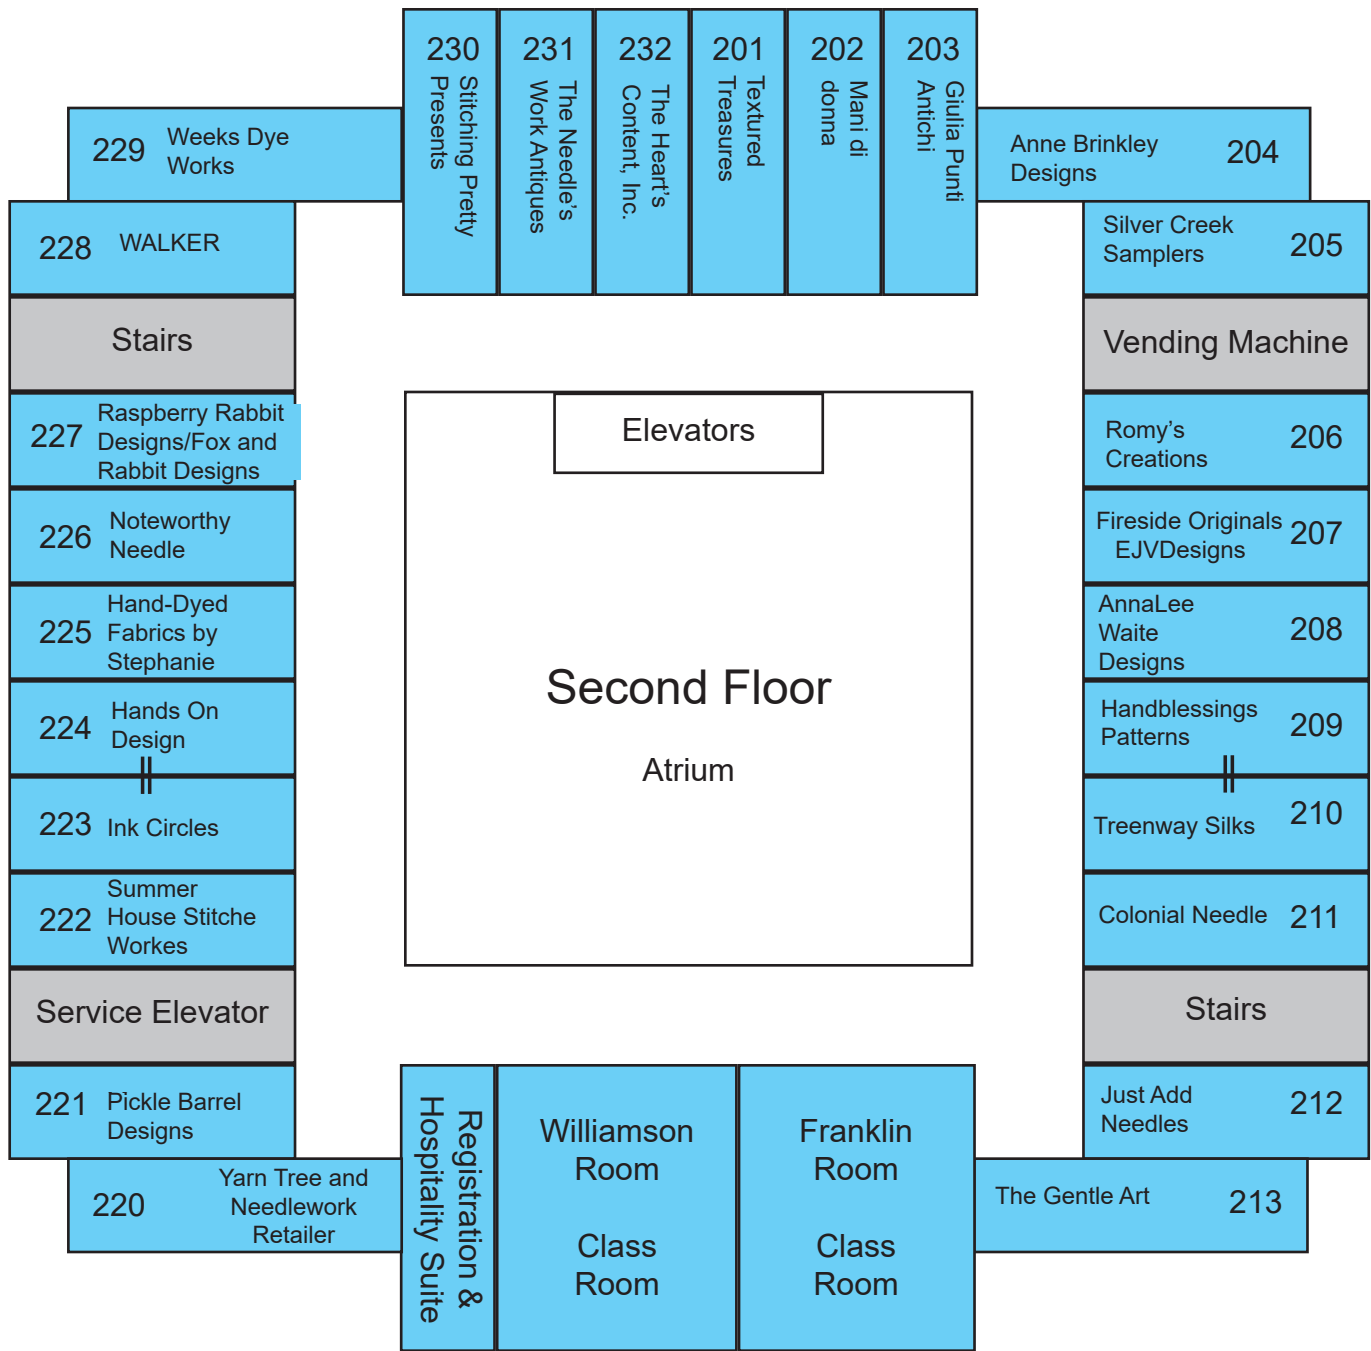 230
Stitching Pretty
Presents
231
The Needle's
Work Antiques
232
The Heart's
Content, Inc.
201
Textured
Treasures
202
Mani di
donna
203
Giulia Punti
Antichi
229
Weeks Dye
Works
Anne Brinkley
Designs
204
228
WALKER
Silver Creek
Samplers
205
Stairs
Vending Machine
227
Raspberry Rabbit
Designs/Fox and
Rabbit Designs
Elevators
Romy's
Creations
206
226
Noteworthy
Needle
Fireside Originals
EJVDesigns
207
225
Hand-Dyed
Fabrics by
Stephanie
AnnaLee
Waite
Designs
208
Second Floor
Atrium
224
Hands On
Design
Handblessings
Patterns
209
223
Ink Circles
Treenway Silks
210
222
Summer
House Stitche
Workes
Colonial Needle
211
Service Elevator
Stairs
221
Pickle Barrel
Designs
Just Add
Needles
212
220
Yarn Tree and
Needlework
Retailer
Registration &
Hospitality Suite
Williamson
Room
Class
Room
Franklin
Room
Class
Room
The Gentle Art
213